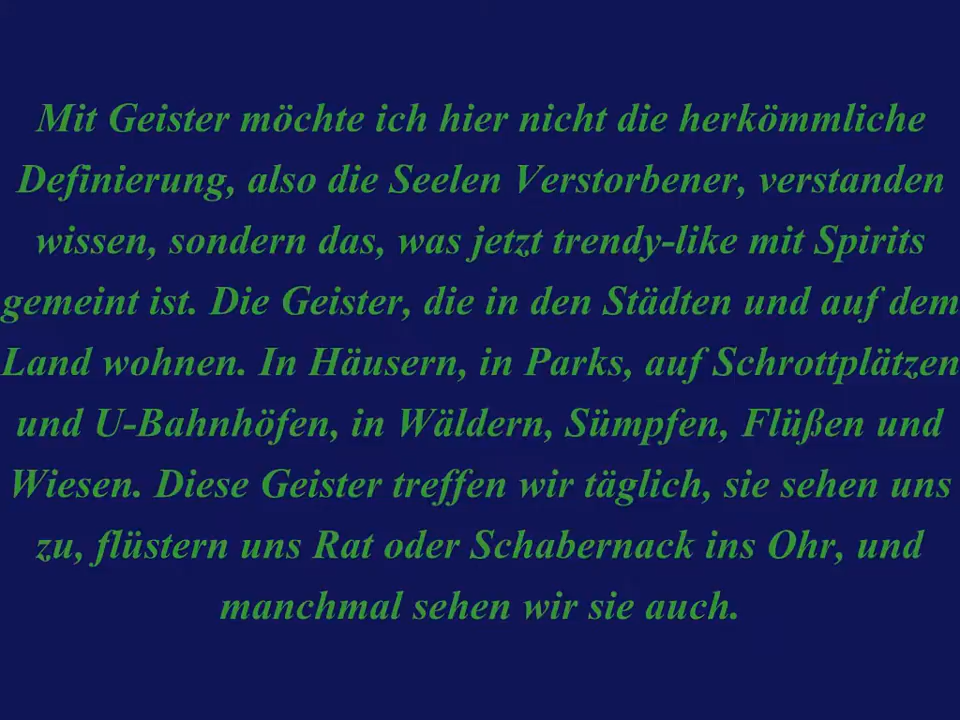 Mit Geister möchte ich hier nicht die herkömmliche
Definierung, also die Seelen Verstorbener, verstanden
wissen, sondern das, was jetzt trendy-like mit Spirits
gemeint ist. Die Geister, die in den Städten und auf dem
Land wohnen. In Häusern, in Parks, auf Schrottplätzen
und U-Bahnhöfen, in Wäldern, Sümpfen, Flüßen und
Wiesen. Diese Geister treffen wir täglich, sie sehen uns
zu, flüstern uns Rat oder Schabernack ins Ohr, und
manchmal sehen wir sie auch.